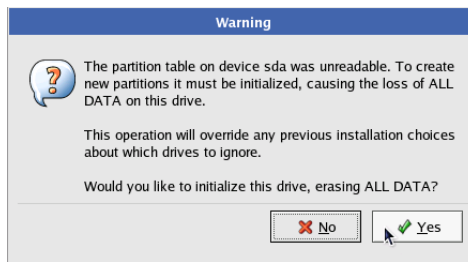 Warning
The partition table on device sda was unreadable. To create
new partitions it must be initialized, causing the loss of ALL
DATA on this drive.
This operation will override any previous installation choices
about which drives to ignore.
Would you like to initialize this drive, erasing ALL DATA?
No
Yes